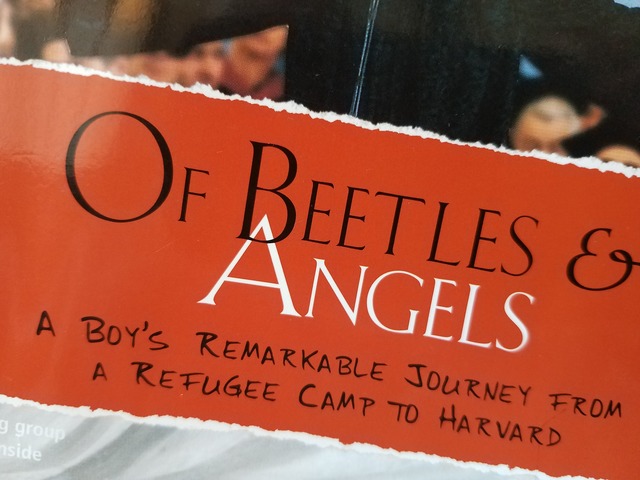 OF BEETLES &
ANGELS
A BOY'S REMARKABLE JOURNEY FROM
A REFUGEE CAMP TO HARVARD
group
nside